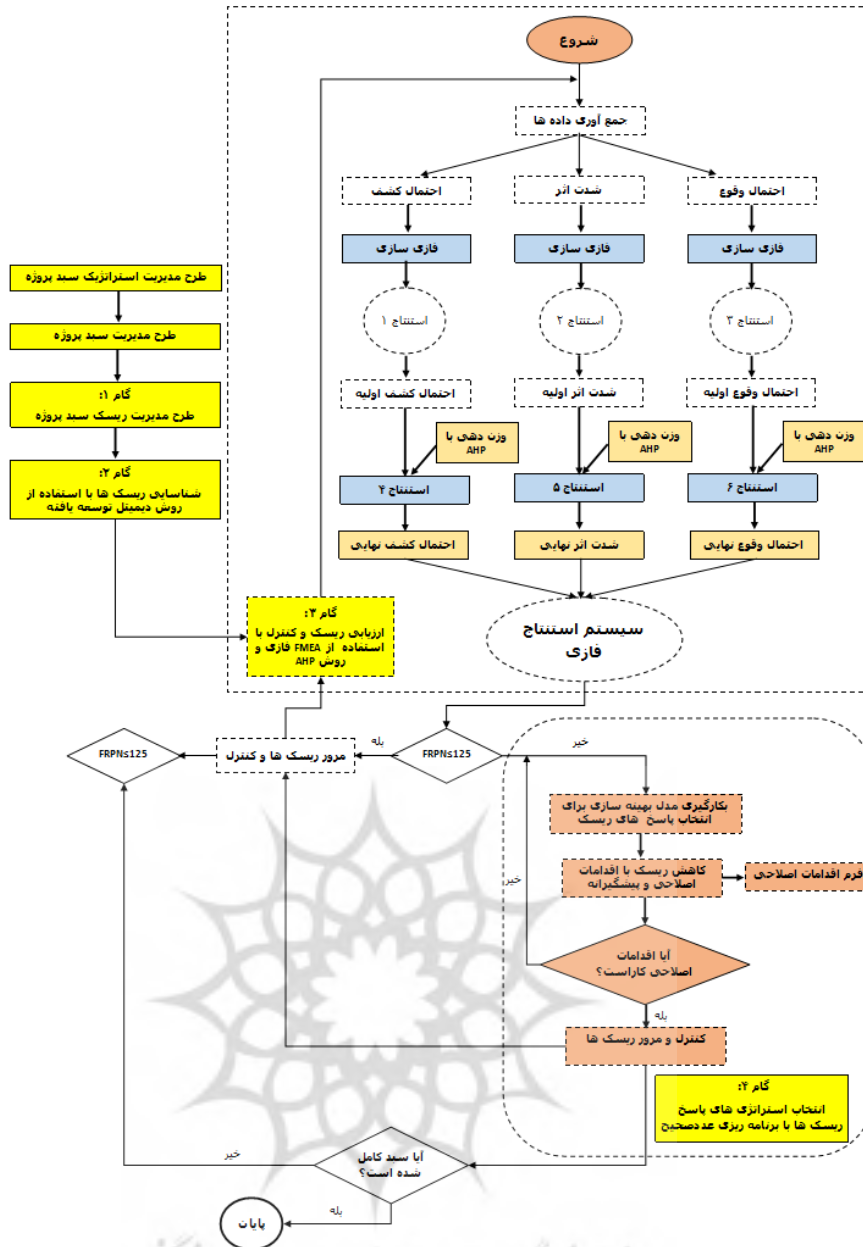 شروع
جمع آوری داده ها
احتمال وقوع
شدت اثر
احتمال کشف
فازی سازی
فازی سازی
فازی سازی
استنتاج ۳
استنتاج ۲
استنتاج ۱
احتمال وقوع اولیه
شدت اثر اولیه
احتمال کشف اولیه
وزن دهی با
AHP
وزن دهی با
AHP
وزن دهی با
AHP
استنتاج ۶
استنتاج ۵
استنتاج ۴
احتمال وقوع نهایی
شدت اثر نهایی
احتمال کشف نهایی
سیستم استنتاج
فازی
طرح مدیریت استراتژیک سبد پروژه
طرح مدیریت سبد پروژه
گام ۱:
طرح مدیریت ریسک سبد پروژه
گام ۲:
شناسایی ریسک ها با استفاده از
روش دیمتل توسعه یافته
گام ۳:
ارزیابی ریسک و کنترل با
استفاده از FMEA فازی و
روش AHP
خیر
FRPN≤125
بله
مرور ریسک ها و کنترل
FRPN≤125
بکارگیری مدل بهینه سازی برای
انتخاب پاسخ های ریسک
کاهش ریسک با اقدامات
اصلاحی و پیشگیرانه
فرم اقدامات اصلاحی
خیر
آیا اقدامات
اصلاحی کاراست؟
بله
کنترل و مرور ریسک ها
گام ۴:
انتخاب استراتژی های پاسخ
ریسک ها با برنامه ریزی عددصحیح
آیا سبد کامل
شده است؟
خیر
بله
پایان